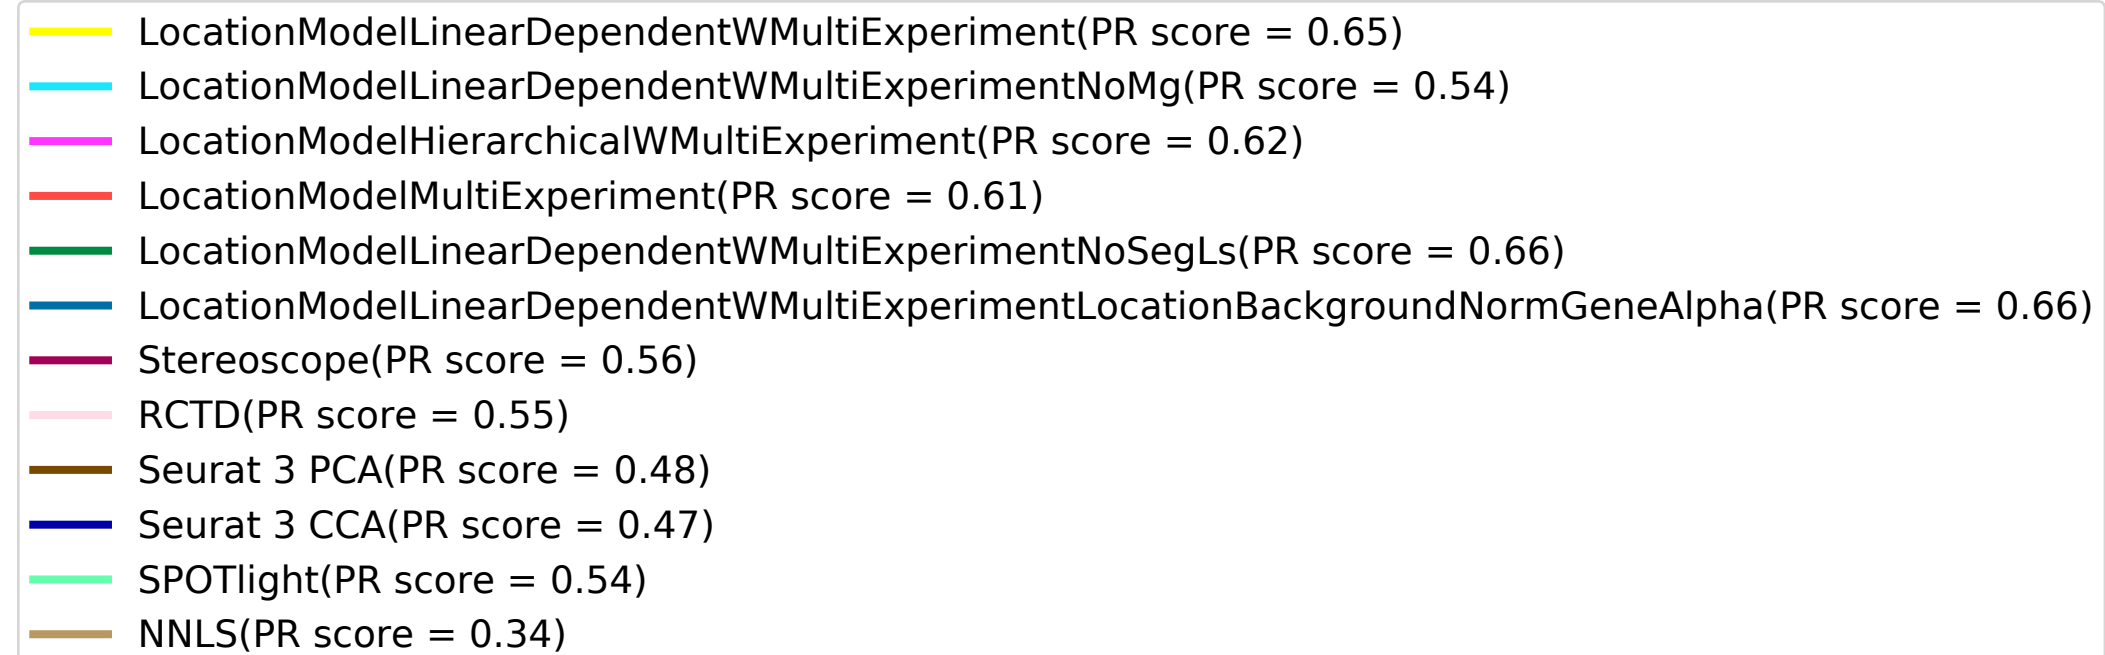 LocationModelLinearDependentWMultiExperiment(PR score = 0.65)
LocationModelLinearDependentWMultiExperimentNoMg(PR score = 0.54)
LocationModelHierarchicalWMultiExperiment(PR score = 0.62)
LocationModelMultiExperiment(PR score = 0.61)
LocationModelLinearDependentWMultiExperimentNoSegLs(PR score = 0.66)
LocationModelLinearDependentWMultiExperimentLocationBackgroundNormGeneAlpha(PR score = 0.66)
Stereoscope(PR score = 0.56)
RCTD(PR score = 0.55)
Seurat 3 PCA(PR score = 0.48)
Seurat 3 CCA(PR score = 0.47)
SPOTlight(PR score = 0.54)
NNLS(PR score = 0.34)